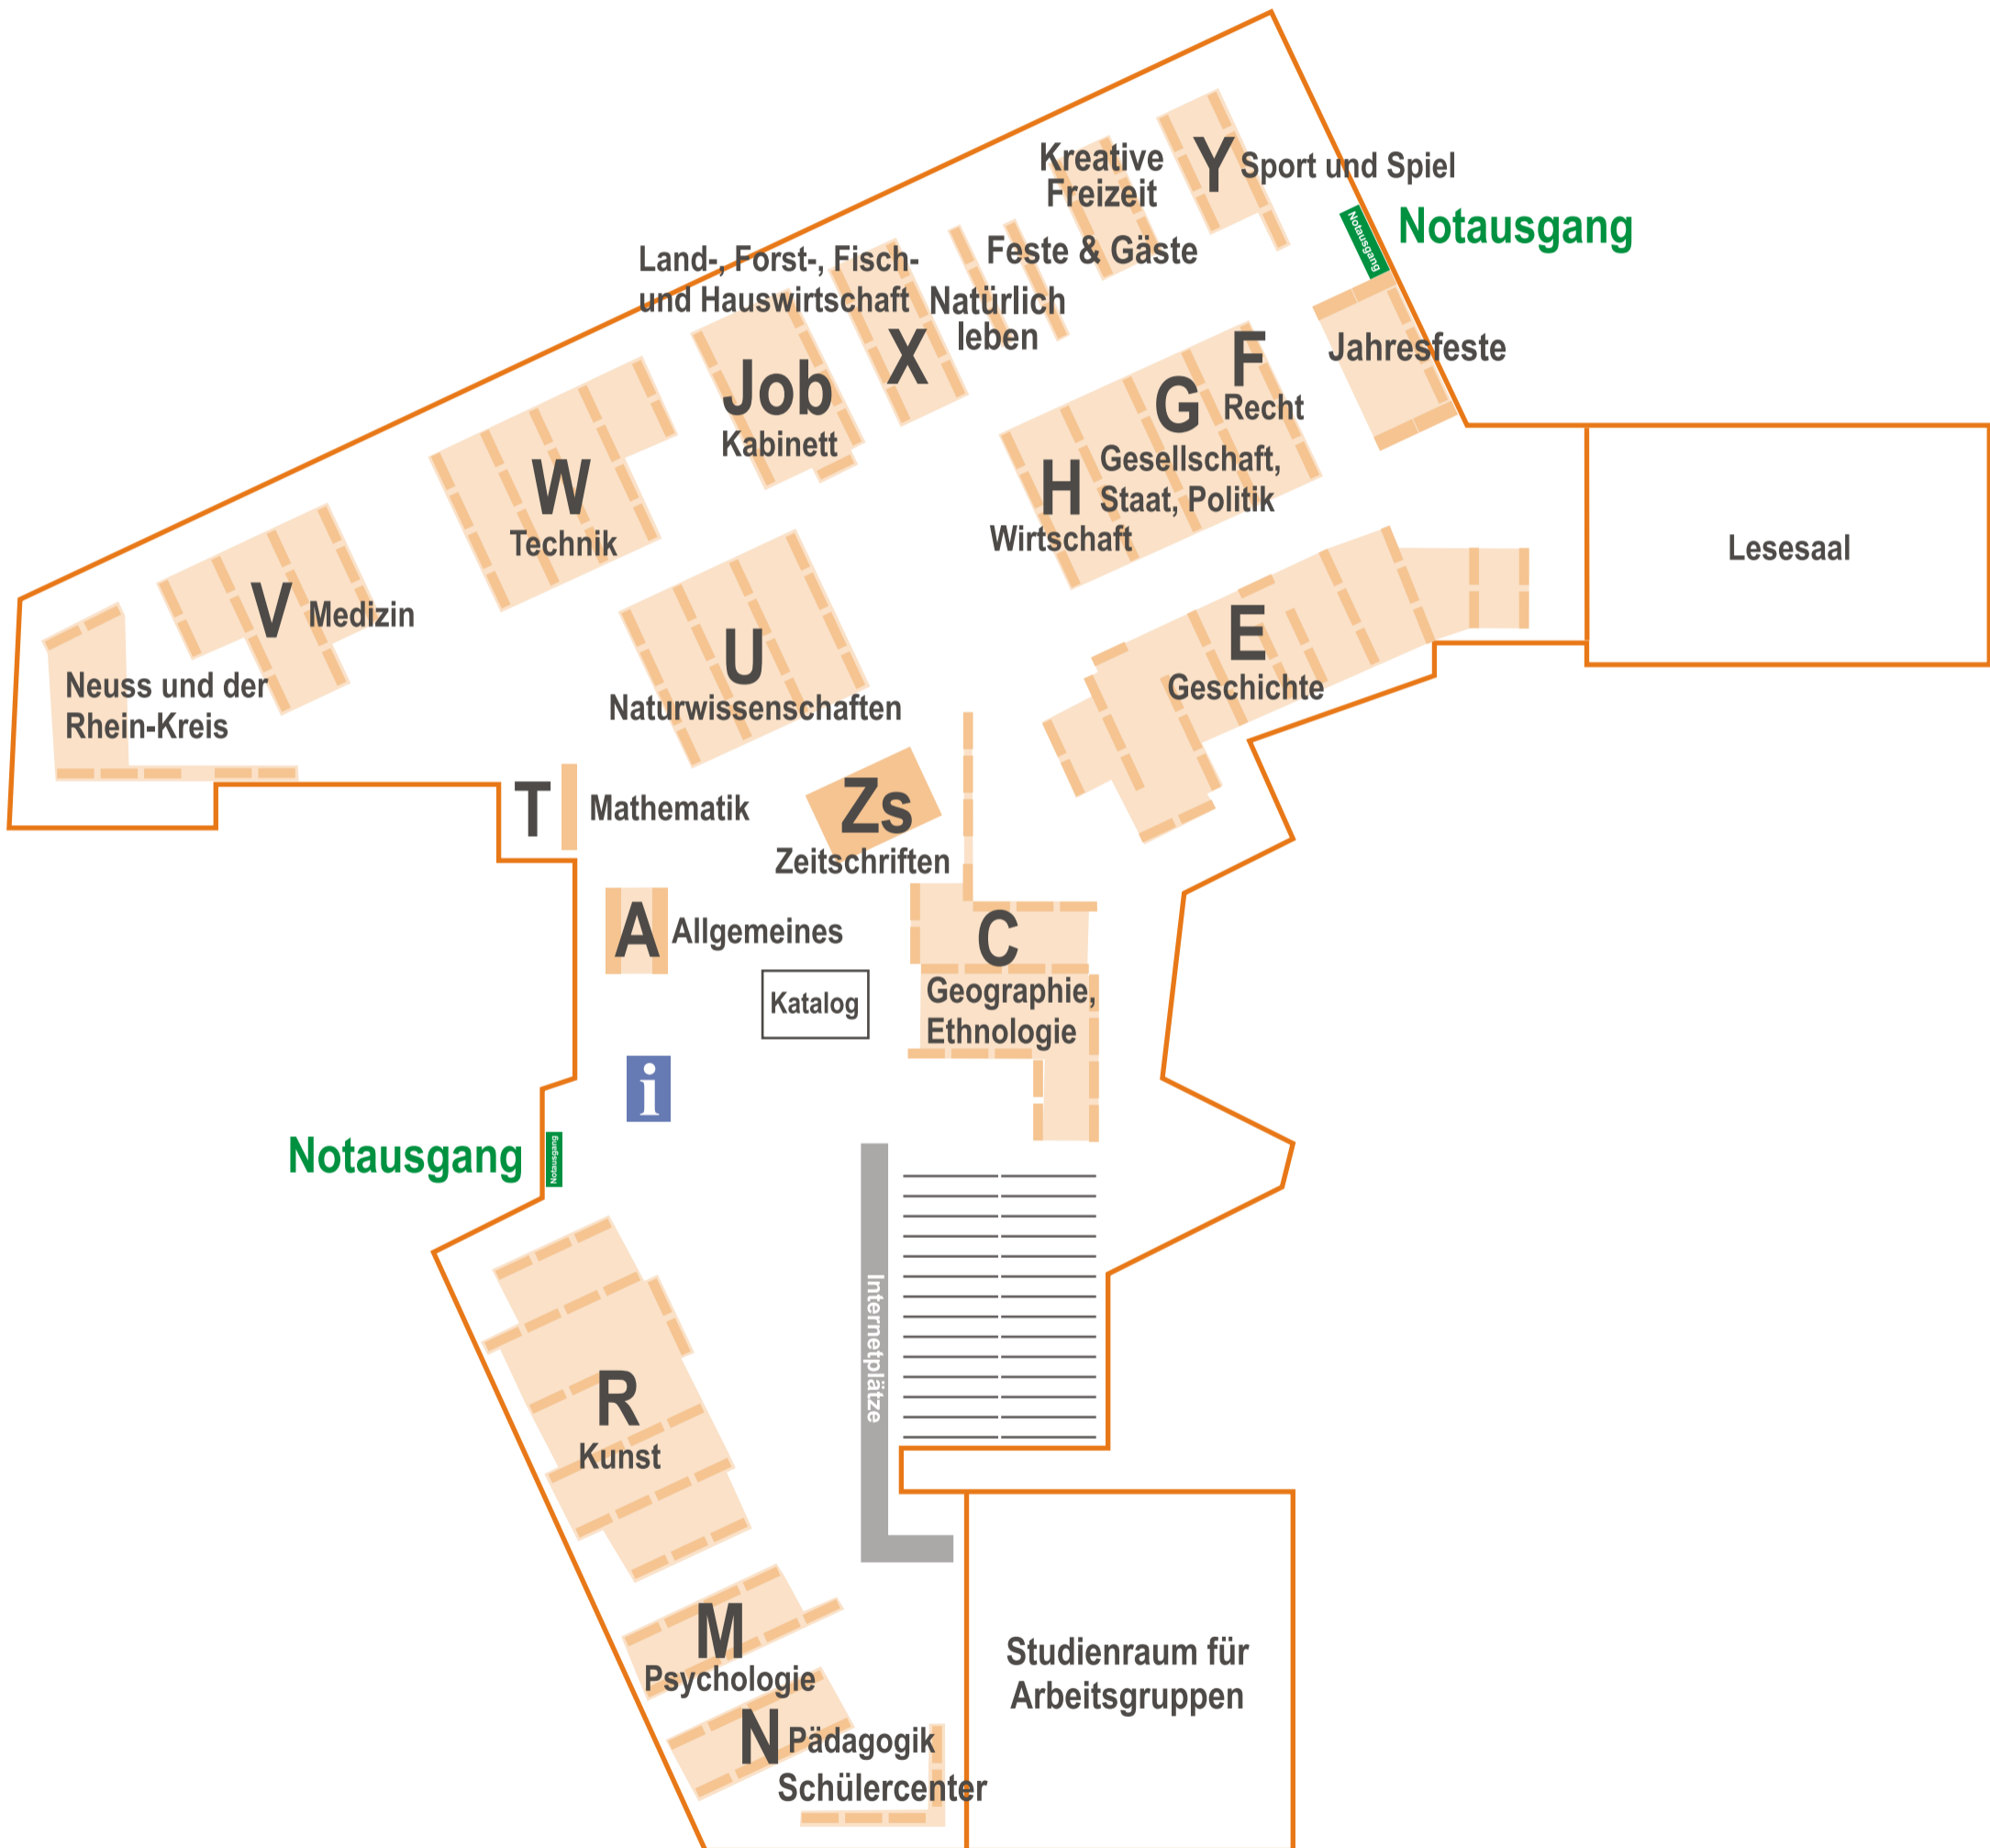 Kreative
Freizeit
Y Sport und Spiel
Notausgang
Notausgang
Feste & Gäste
Land-, Forst-, Fisch-
und Hauswirtschaft
X
Natürlich
leben
Job
Kabinett
F
Recht
Jahresfeste
G
Gesellschaft,
Staat, Politik
H
Wirtschaft
W
Technik
Lesesaal
V Medizin
E
Geschichte
U
Naturwissenschaften
Neuss und der
Rhein-Kreis
T Mathematik
Zs
Zeitschriften
A Allgemeines
C
Geographie,
Ethnologie
Katalog
i
Notausgang
Notausgang
Internetplätze
R
Kunst
M
Psychologie
N Pädagogik
Schülercenter
Studienraum für
Arbeitsgruppen